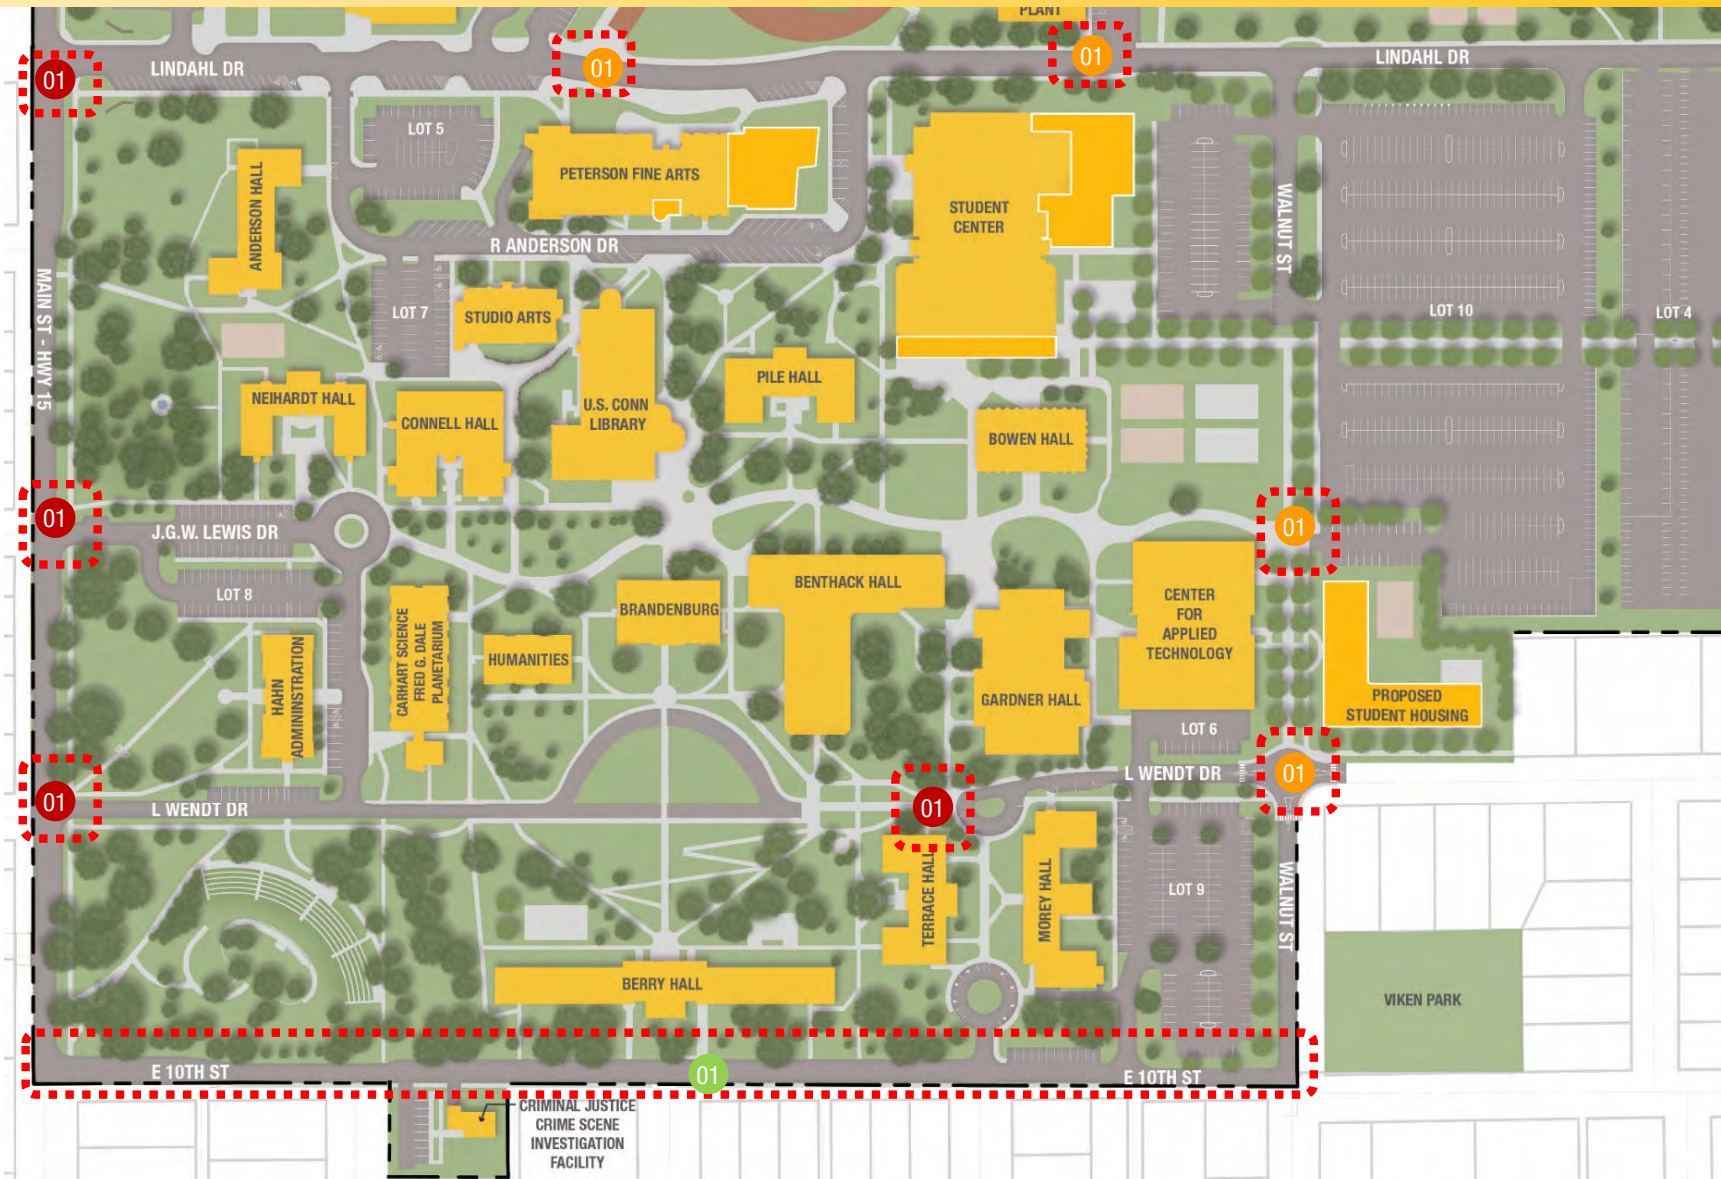 PLANT
LINDAHL DR
01
01
01
LINDAHL DR
LOT 5
PETERSON FINE ARTS
ANDERSON HALL
STUDENT
CENTER
WALNUT ST
R ANDERSON DR
MAIN ST - HWY 15
LOT 7
STUDIO ARTS
LOT 10
LOT 4
NEIHARDT HALL
CONNELL HALL
U.S. CONN
LIBRARY
PILE HALL
BOWEN HALL
01
J.G.W. LEWIS DR
01
LOT 8
BENTHACK HALL
BRANDENBURG
CENTER
FOR
APPLIED
TECHNOLOGY
HAHN
ADMININSTRATION
CARHART SCIENCE
FRED G. DALE
PLANETARIUM
HUMANITIES
GARDNER HALL
PROPOSED
STUDENT HOUSING
LOT 6
01
L WENDT DR
01
L WENDT DR
01
TERRACE HALL
MOREY HALL
LOT 9
WALNUT ST
BERRY HALL
VIKEN PARK
E 10TH ST
01
E 10TH ST
CRIMINAL JUSTICE
CRIME SCENE
INVESTIGATION
FACILITY